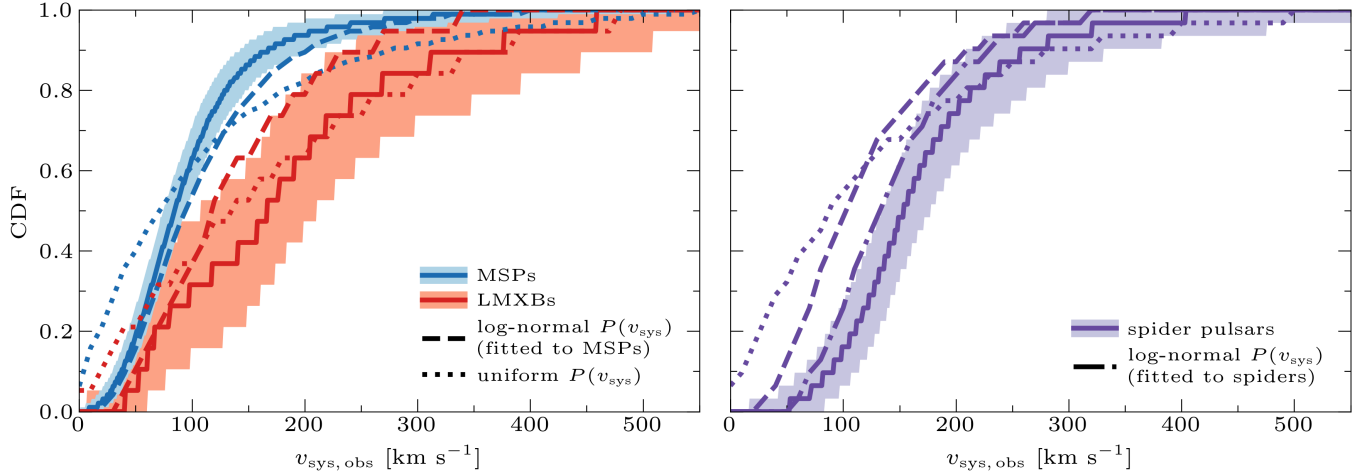 CDF
1.0
0.8
0.6
0.4
0.2
0.0
0 100 200 300 400 500
v_sys, obs [km s⁻¹]
MSPs
LMXBs
log-normal P(v_sys)
(fitted to MSPs)
uniform P(v_sys)
0 100 200 300 400 500
v_sys, obs [km s⁻¹]
spider pulsars
log-normal P(v_sys)
(fitted to spiders)